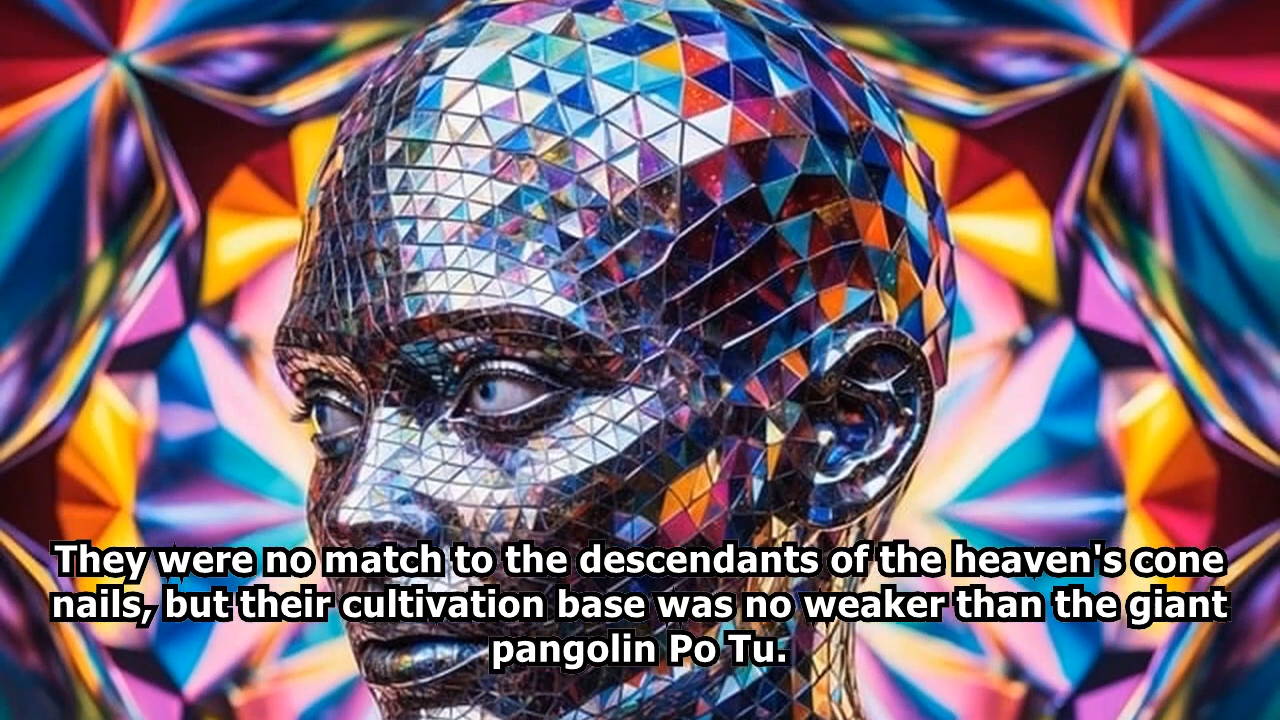 They were no match to the descendants of the heaven's cone
nails, but their cultivation base was no weaker than the giant
pangolin Po Tu.